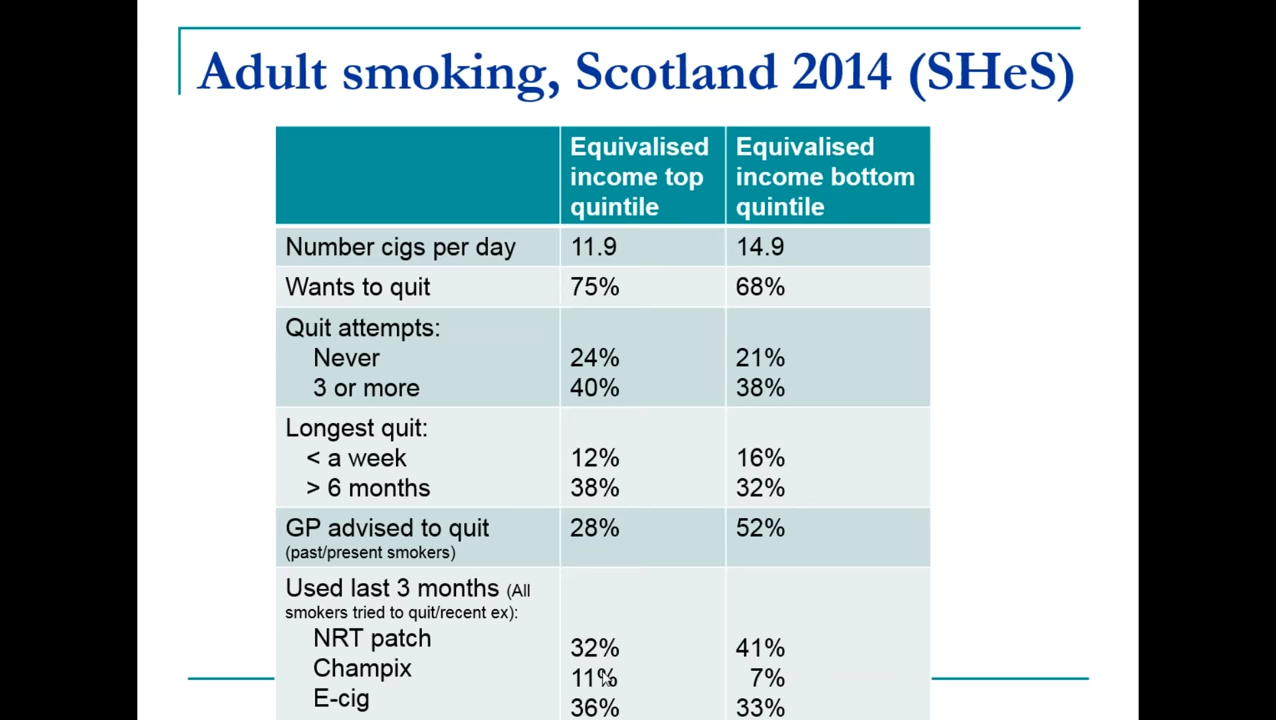 Adult smoking, Scotland 2014 (SHeS)
Equivalised income top quintile
Equivalised income bottom quintile
Number cigs per day 11.9 14.9
Wants to quit 75% 68%
Quit attempts:
Never 24% 21%
3 or more 40% 38%
Longest quit:
< a week 12% 16%
> 6 months 38% 32%
GP advised to quit 28% 52%
(past/present smokers)
Used last 3 months (All
smokers tried to quit/recent ex):
NRT patch 32% 41%
Champix 11% 7%
E-cig 36% 33%